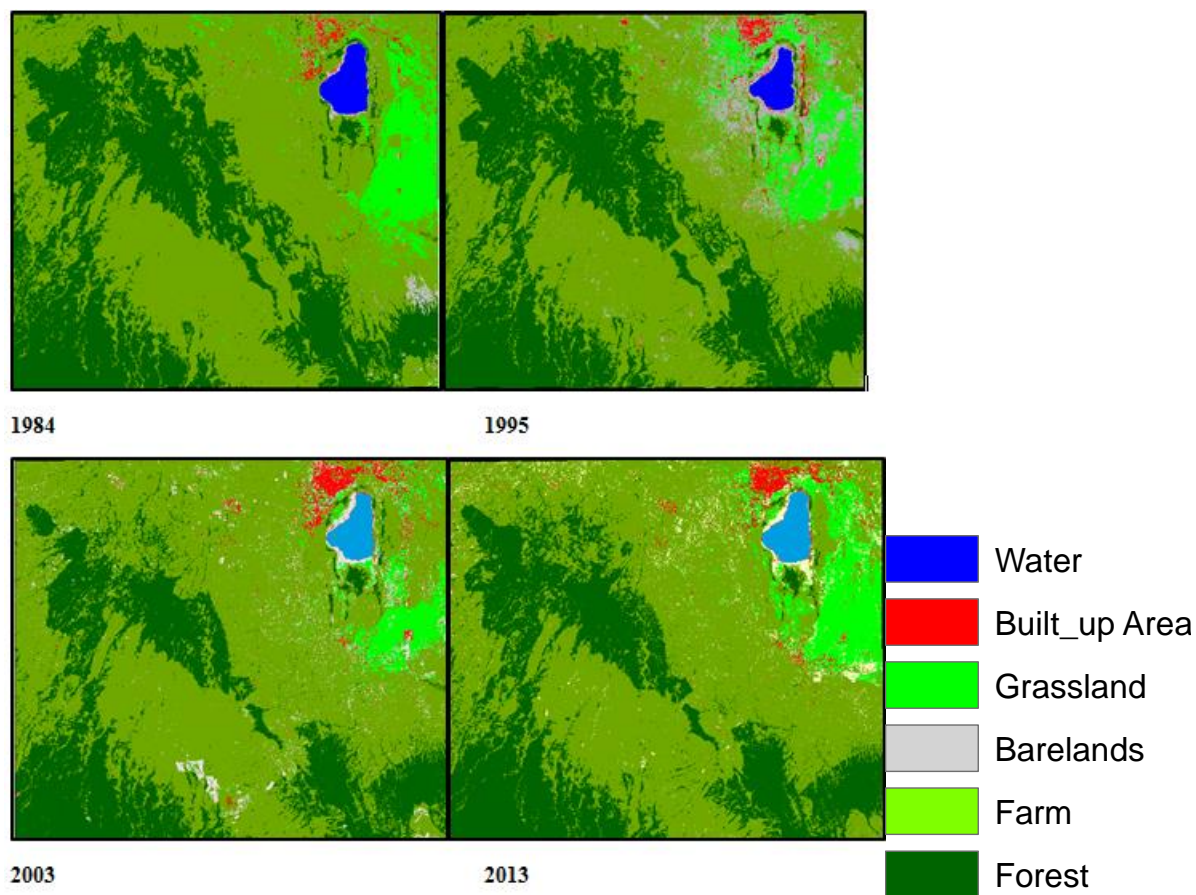 1984
1995
2003
2013
Water
Built_up Area
Grassland
Barelands
Farm
Forest